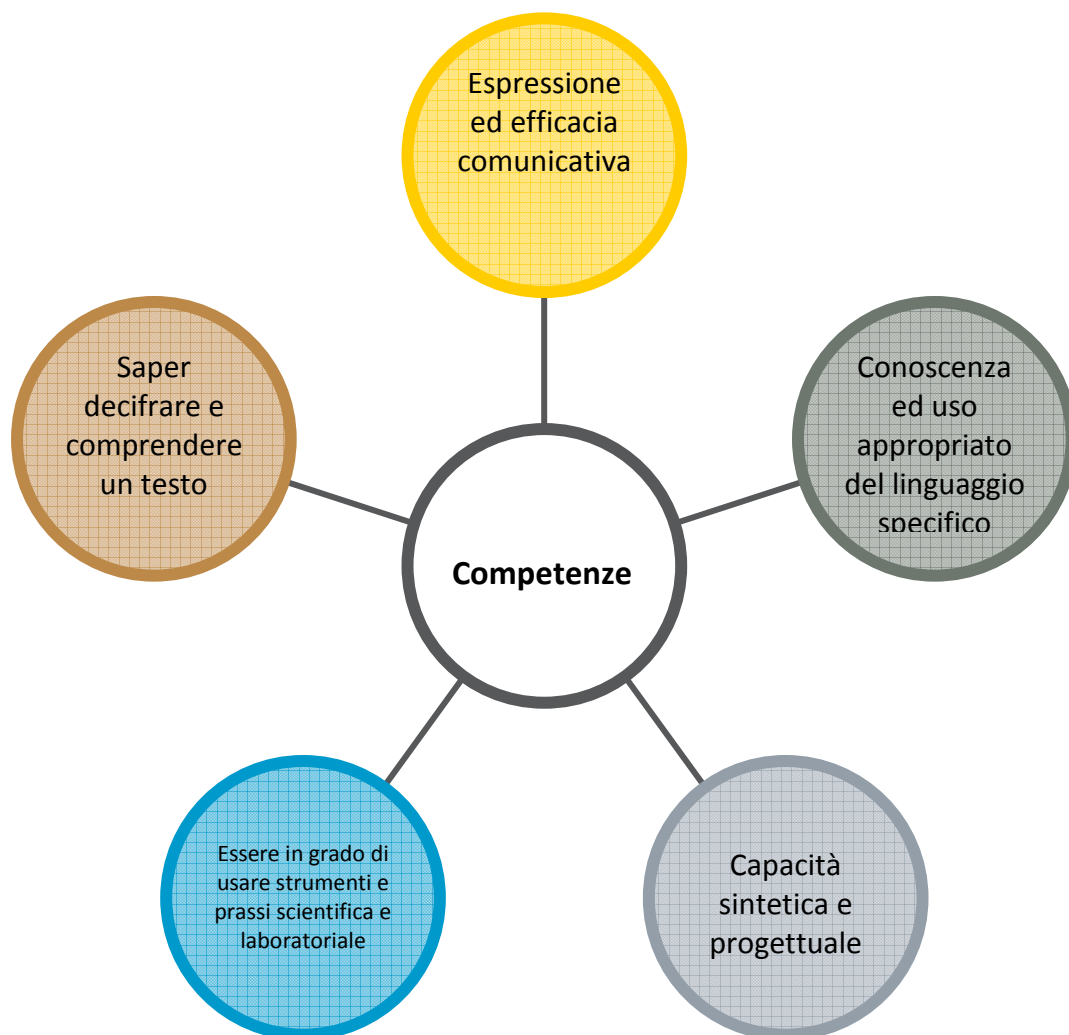 Espressione
ed efficacia
comunicativa
Saper
decifrare e
comprendere
un testo
Conoscenza
ed uso
appropriato
del linguaggio
specifico
Competenze
Essere in grado di
usare strumenti e
prassi scientifica e
laboratoriale
Capacità
sintetica e
progettuale